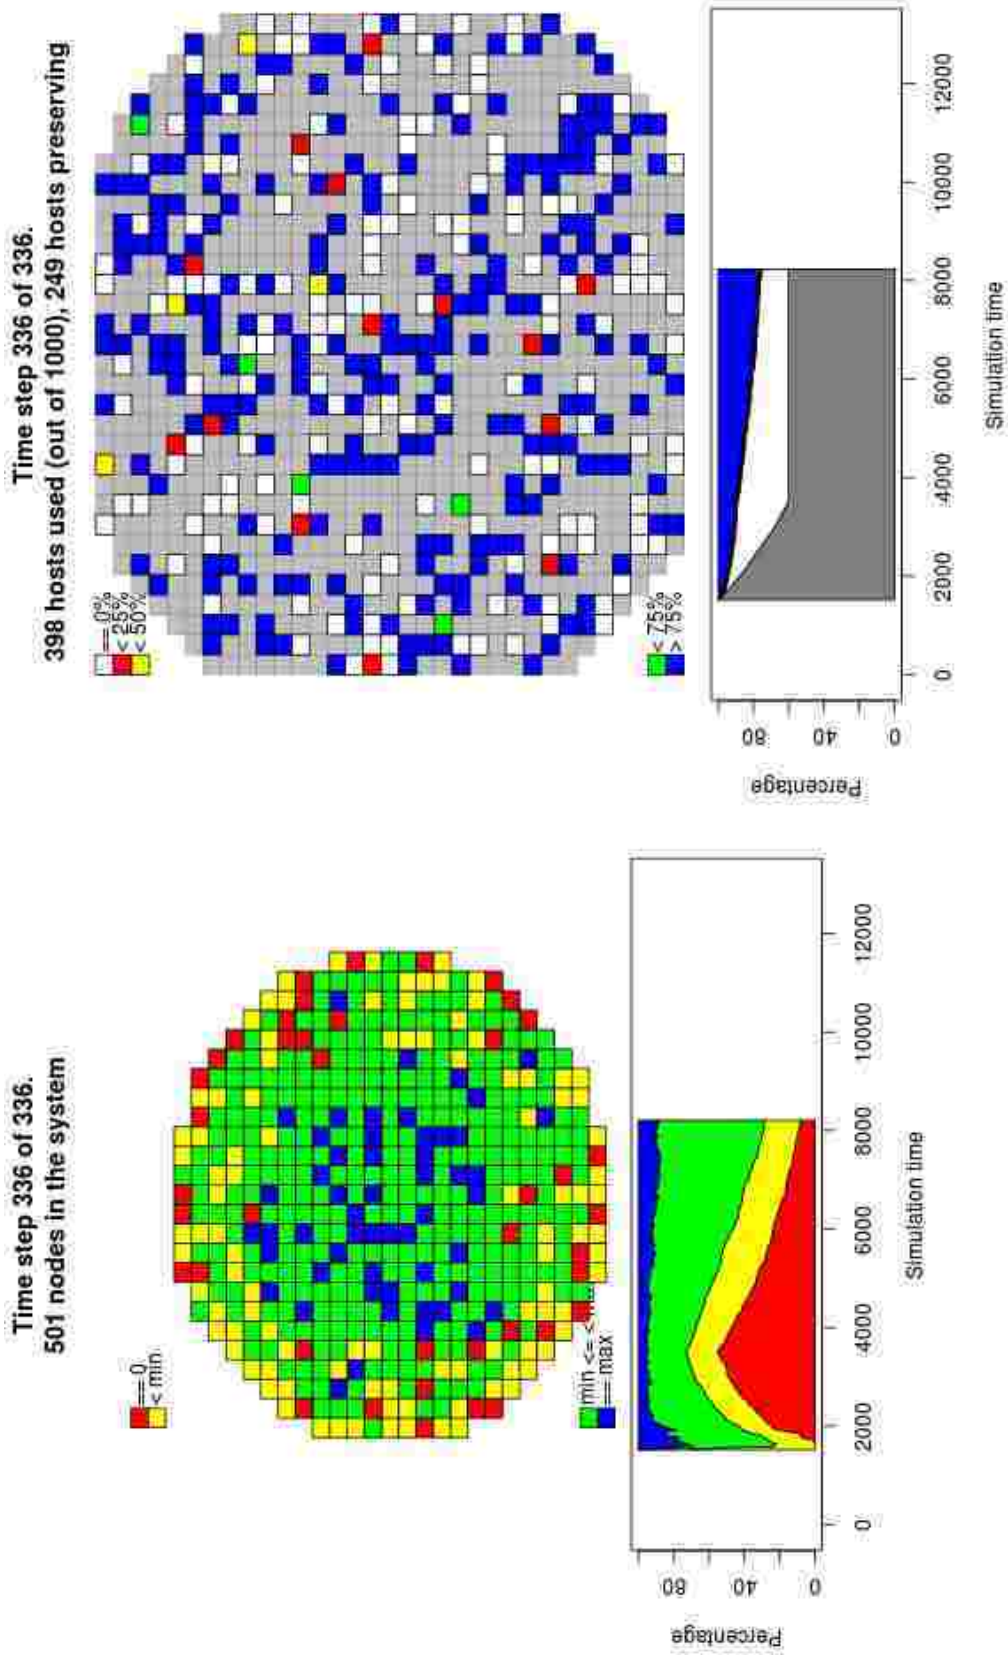 Time step 336 of 336.
501 nodes in the system
== 0
< min
min <= <
== max
Percentage
0
40
80
0
2000
4000
6000
8000
10000
12000
Simulation time
Time step 336 of 336.
398 hosts used (out of 1000), 249 hosts preserving
== 0%
< 25%
< 50%
< 75%
> 75%
Percentage
0
40
80
0
2000
4000
6000
8000
10000
12000
Simulation time